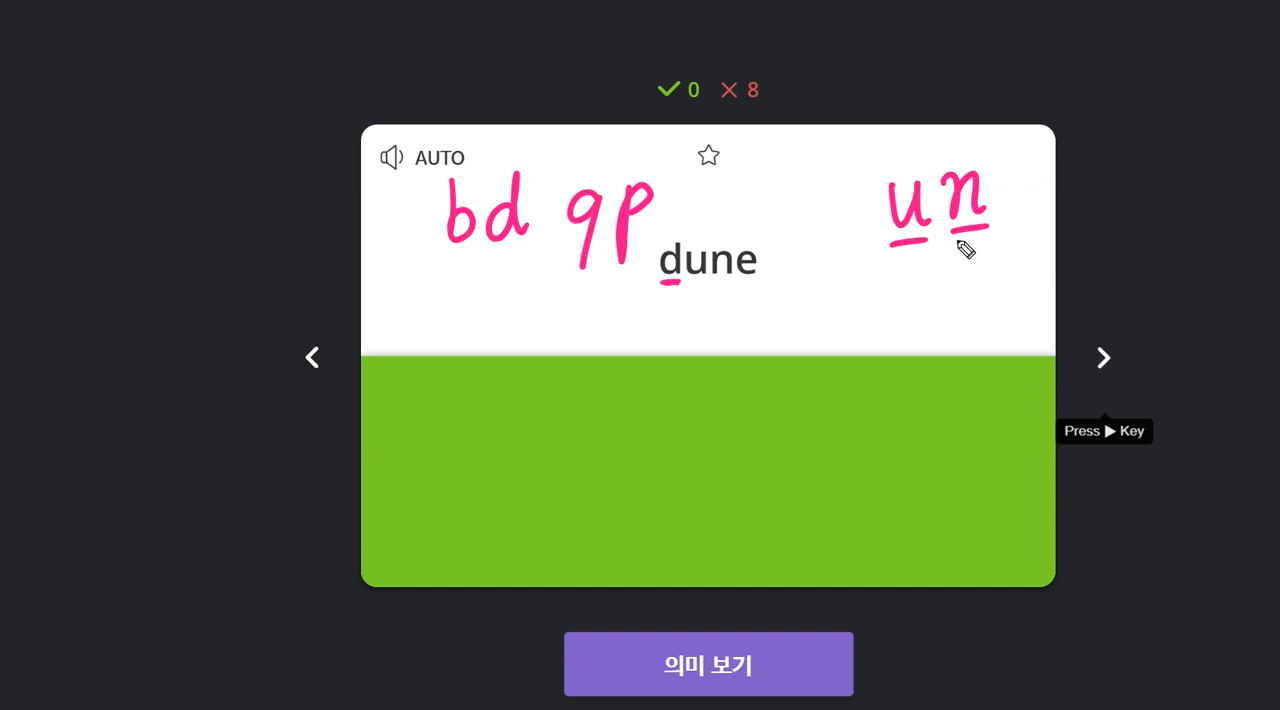 0 8
AUTO
bd qp un
dune
Press ▶ Key
의미 보기